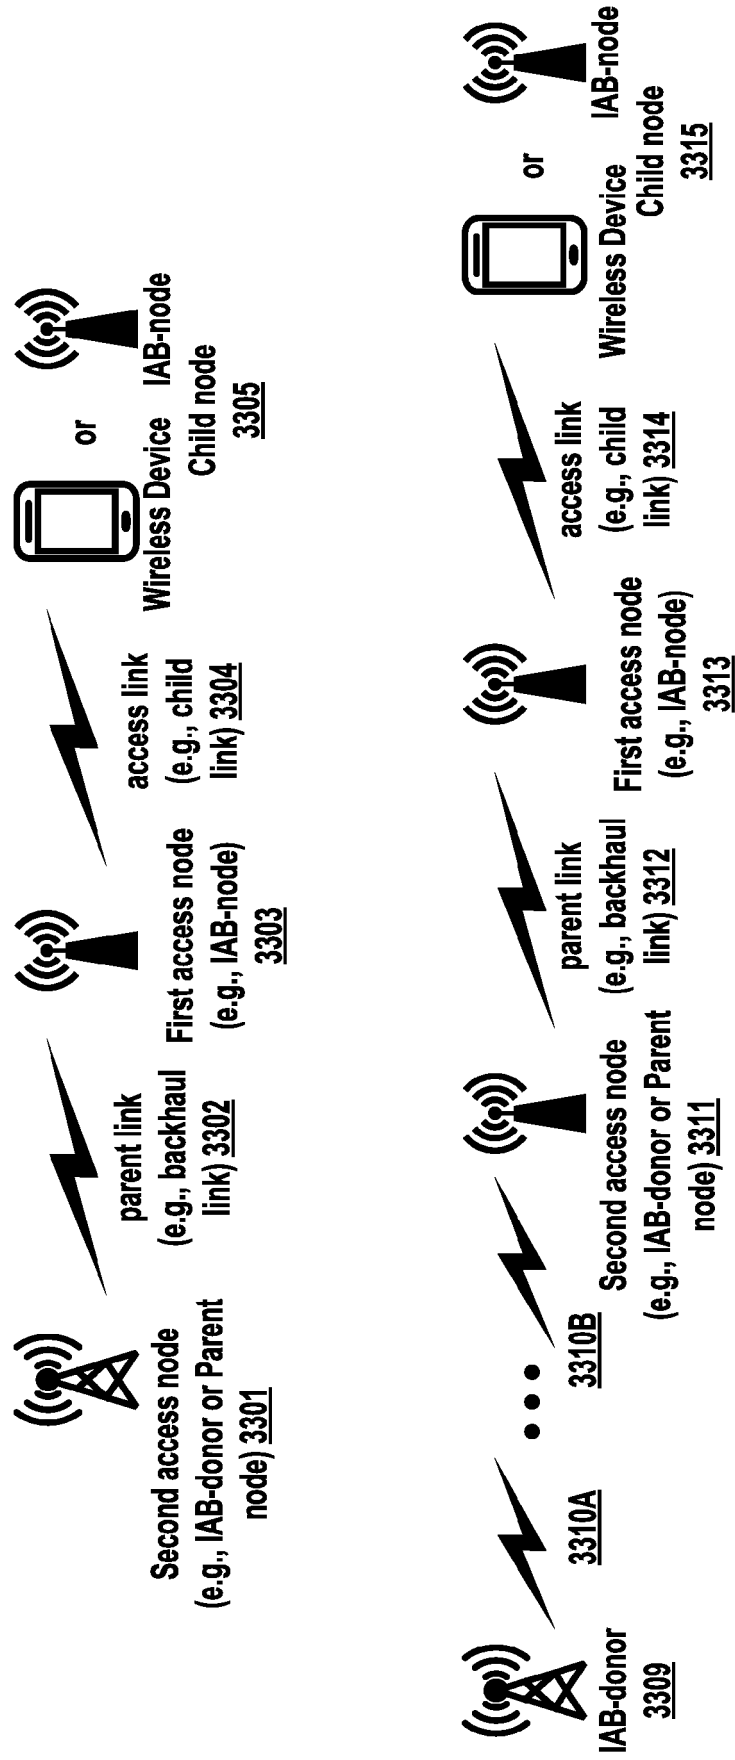 Second access node
(e.g., IAB-donor or Parent
node) 3301
parent link
(e.g., backhaul
link) 3302
First access node
(e.g., IAB-node)
3303
access link
(e.g., child
link) 3304
or
Wireless Device
IAB-node
Child node
3305
IAB-donor
3309
3310A
3310B
Second access node
(e.g., IAB-donor or Parent
node) 3311
parent link
(e.g., backhaul
link) 3312
First access node
(e.g., IAB-node)
3313
access link
(e.g., child
link) 3314
or
Wireless Device
IAB-node
Child node
3315